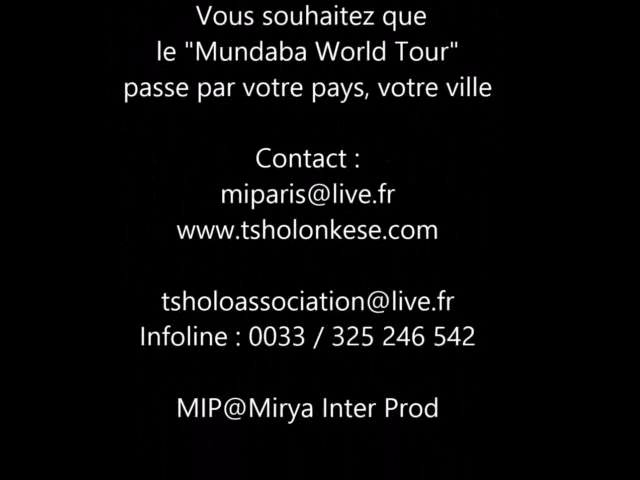 Vous souhaitez que
le "Mundaba World Tour"
passe par votre pays, votre ville
Contact :
miparis@live.fr
www.tsholonkese.com
tsholoassociation@live.fr
Infoline : 0033 / 325 246 542
MIP@Mirya Inter Prod